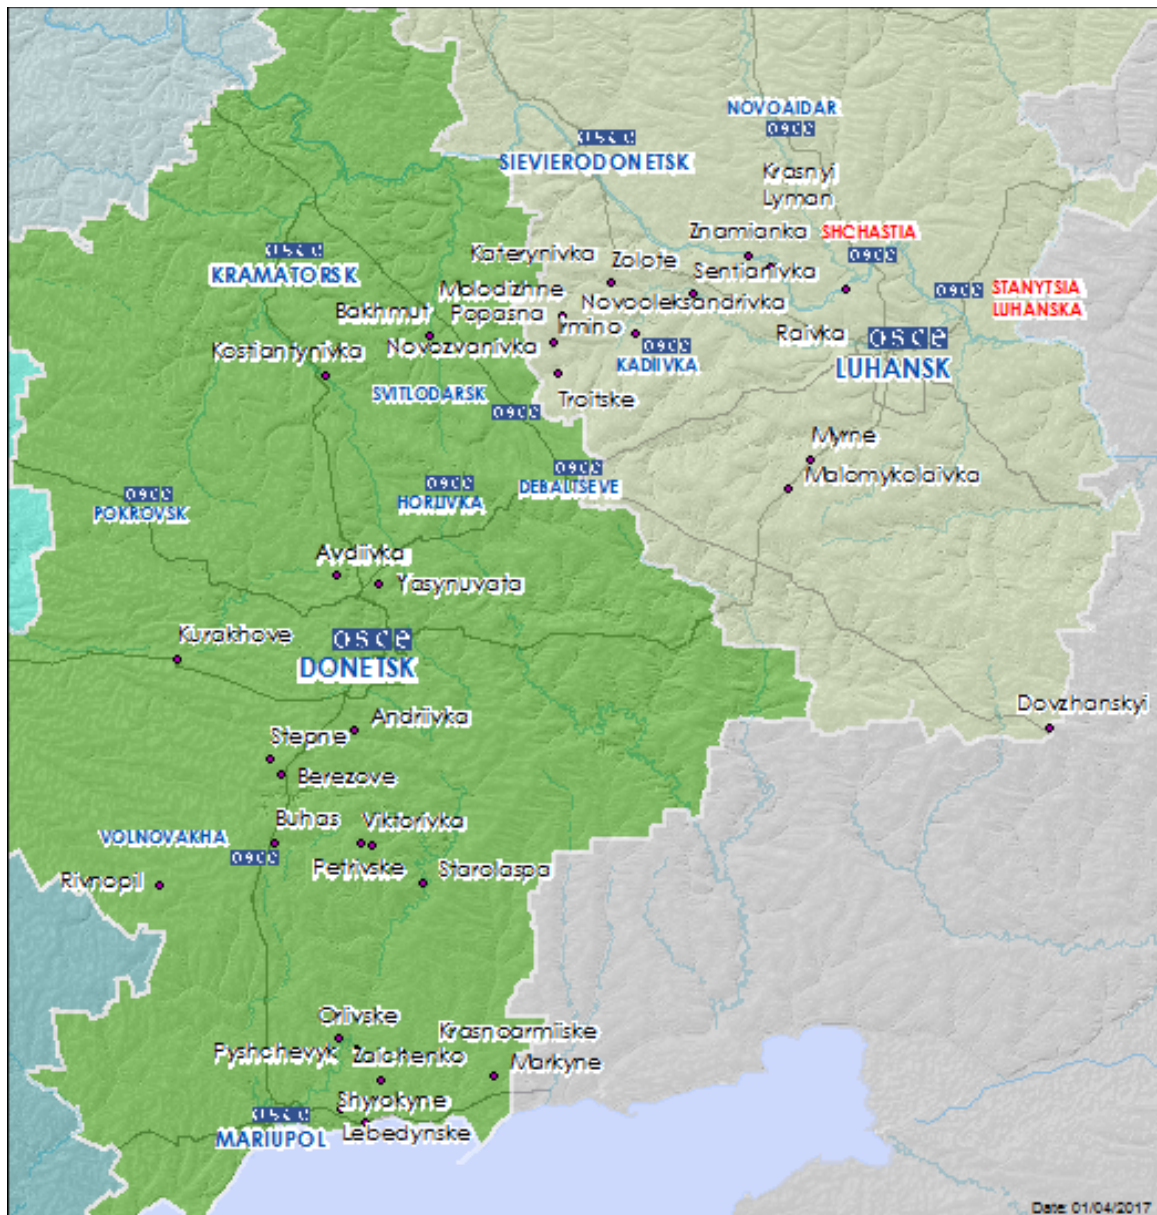 NOVOAIDAR
osce
osce
SIEVIERODONETSK
Krasnyi
Lyman
Znamianka
SHCHASTIA
osce
osce
KRAMATORSK
Katerynivka
Zolote
Sentianivka
osce
STANYTSIA
LUHANSKA
Molodizhne
Novooleksandrivka
Bakhmut
Popasna
Irmino
Raivka
osce
LUHANSK
Kostiantynivka
Novozvanivka
osce
KADIIVKA
SVITLODARSK
osce
Troitske
Myrne
osce
DEBALTSEVE
Malomykolaivka
osce
POKROVSK
osce
HORLIVKA
Avdiivka
Yasynuvata
Kurakhove
osce
DONETSK
Dovzhanskyi
Andriivka
Stepne
Berezove
Buhas
Viktorivka
VOLNOVAKHA
osce
Petrivske
Starolaspa
Rivnopil
Orlivske
Krasnoarmiiske
Pyshchevyk
Zaichenko
Markyne
Shyrokyne
osce
MARIUPOL
Lebedynske
Date: 01/04/2017